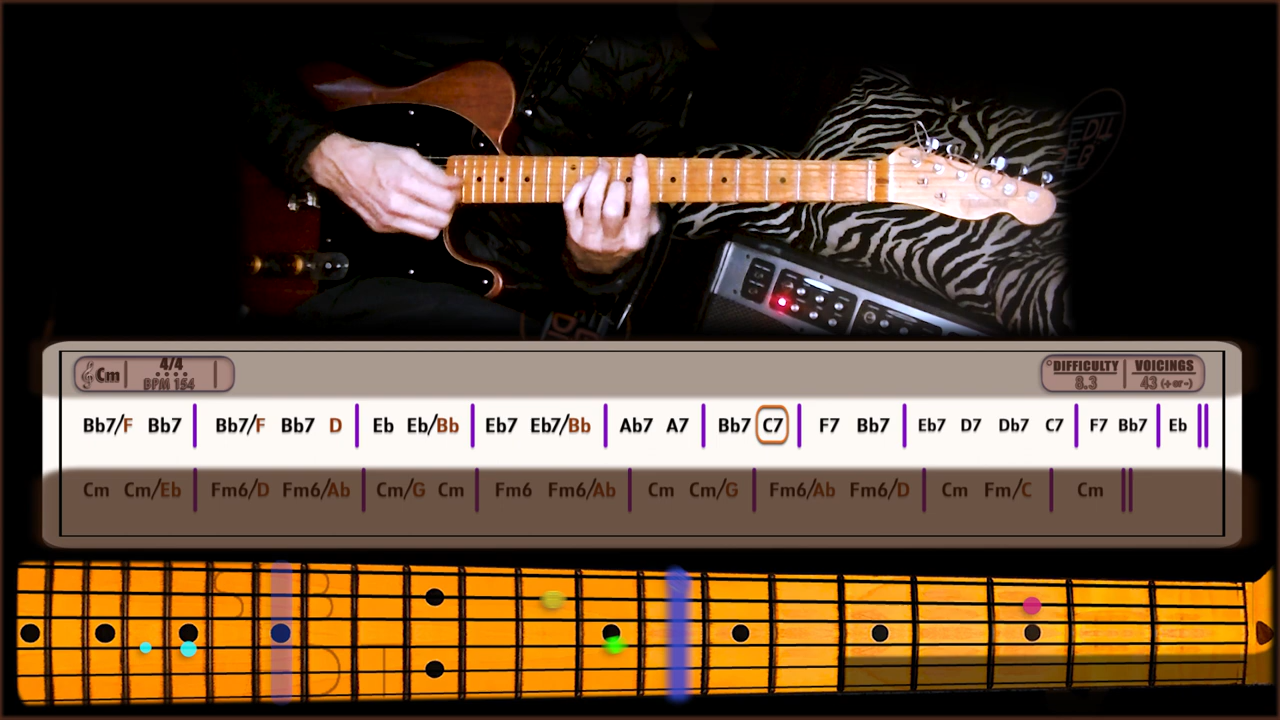 Cm 4/4 BPM 154
°DIFFICULTY 8.3 VOICINGS 43 (+or-)
Bb7/F Bb7 Bb7/F Bb7 D Eb Eb/Bb Eb7 Eb7/Bb Ab7 A7 Bb7 C7 F7 Bb7 Eb7 D7 Db7 C7 F7 Bb7 Eb
Cm Cm/Eb Fm6/D Fm6/Ab Cm/G Cm Fm6 Fm6/Ab Cm Cm/G Fm6/Ab Fm6/D Cm Fm/C Cm